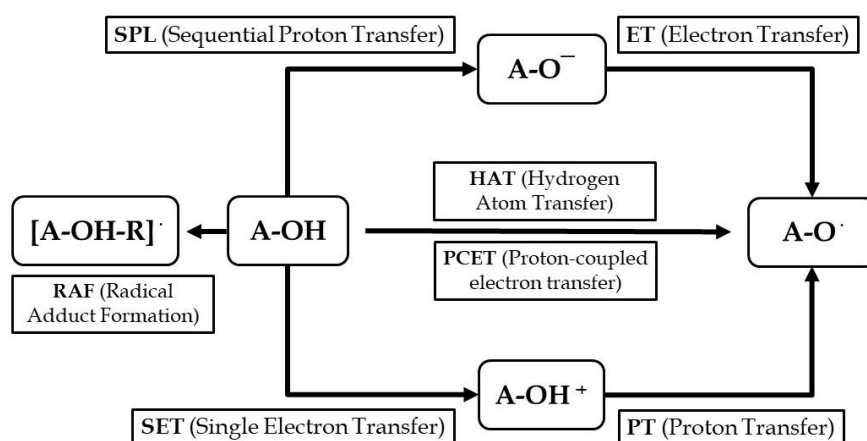 SPL (Sequential Proton Transfer)
ET (Electron Transfer)
A-O⁻
HAT (Hydrogen
Atom Transfer)
[A-OH-R]˙
A-OH
A-O˙
PCET (Proton-coupled
electron transfer)
RAF (Radical
Adduct Formation)
A-OH⁺
SET (Single Electron Transfer)
PT (Proton Transfer)